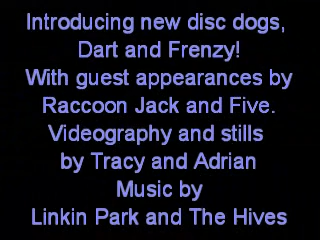 Introducing new disc dogs,
Dart and Frenzy!
With guest appearances by
Raccoon Jack and Five.
Videography and stills
by Tracy and Adrian
Music by
Linkin Park and The Hives